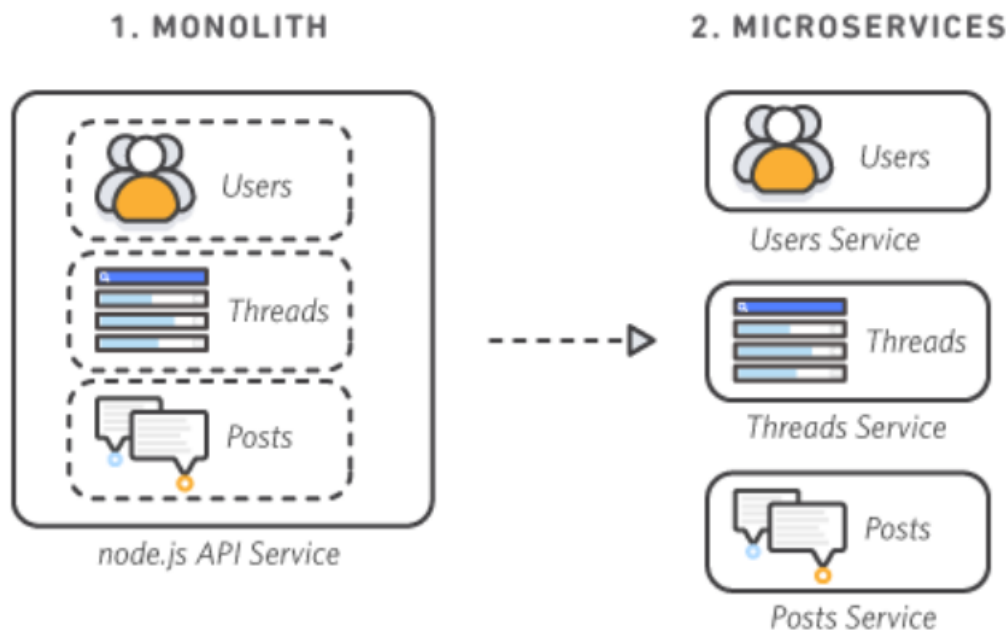 1. MONOLITH
Users
Threads
Posts
node.js API Service
2. MICROSERVICES
Users
Users Service
Threads
Threads Service
Posts
Posts Service